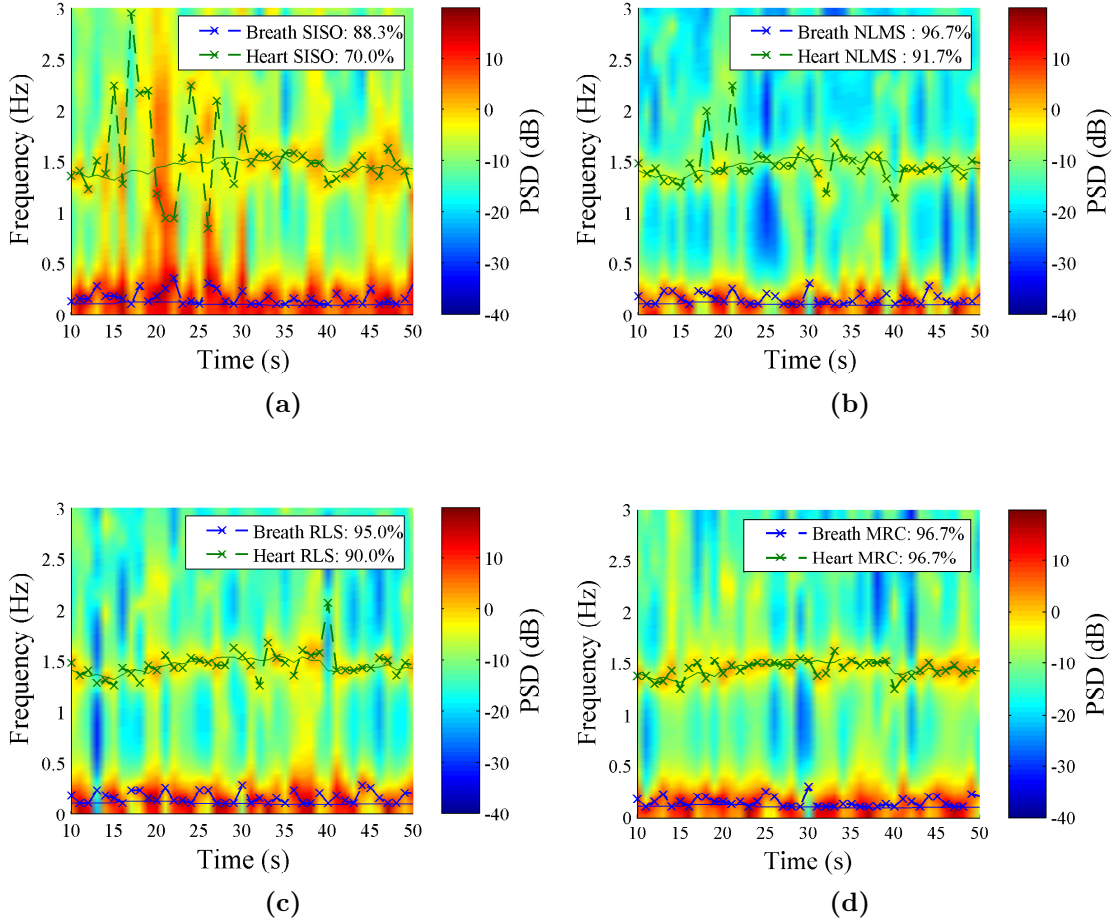 Breath SISO: 88.3%
Heart SISO: 70.0%
Frequency (Hz)
3
2.5
2
1.5
1
0.5
0
10 15 20 25 30 35 40 45 50
Time (s)
10
0
-10
-20
-30
-40
PSD (dB)
(a)
Breath NLMS : 96.7%
Heart NLMS : 91.7%
Frequency (Hz)
3
2.5
2
1.5
1
0.5
0
10 15 20 25 30 35 40 45 50
Time (s)
10
0
-10
-20
-30
-40
PSD (dB)
(b)
Breath RLS: 95.0%
Heart RLS: 90.0%
Frequency (Hz)
3
2.5
2
1.5
1
0.5
0
10 15 20 25 30 35 40 45 50
Time (s)
10
0
-10
-20
-30
-40
PSD (dB)
(c)
Breath MRC: 96.7%
Heart MRC: 96.7%
Frequency (Hz)
3
2.5
2
1.5
1
0.5
0
10 15 20 25 30 35 40 45 50
Time (s)
10
0
-10
-20
-30
-40
PSD (dB)
(d)